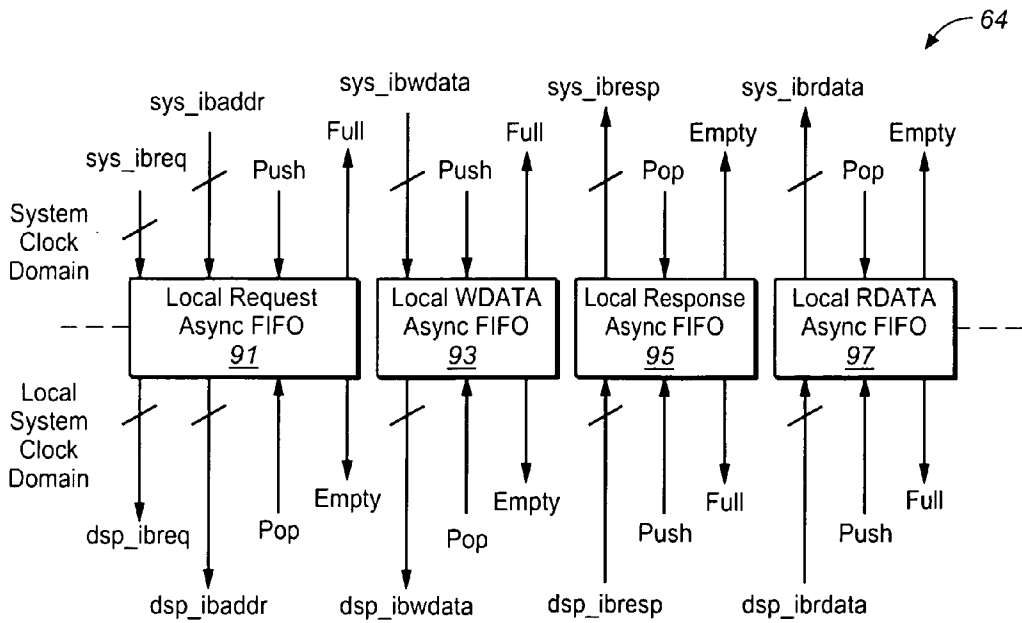 64
sys_ibwdata
sys_ibresp
sys_ibrdata
sys_ibaddr
Full
Full
Empty
Empty
sys_ibreq
Push
Push
Pop
Pop
System
Clock
Domain
Local Request
Async FIFO
91
Local WDATA
Async FIFO
93
Local Response
Async FIFO
95
Local RDATA
Async FIFO
97
Local
System
Clock
Domain
Empty
Empty
Full
Full
dsp_ibreq
Pop
Pop
Push
Push
dsp_ibaddr
dsp_ibwdata
dsp_ibresp
dsp_ibrdata